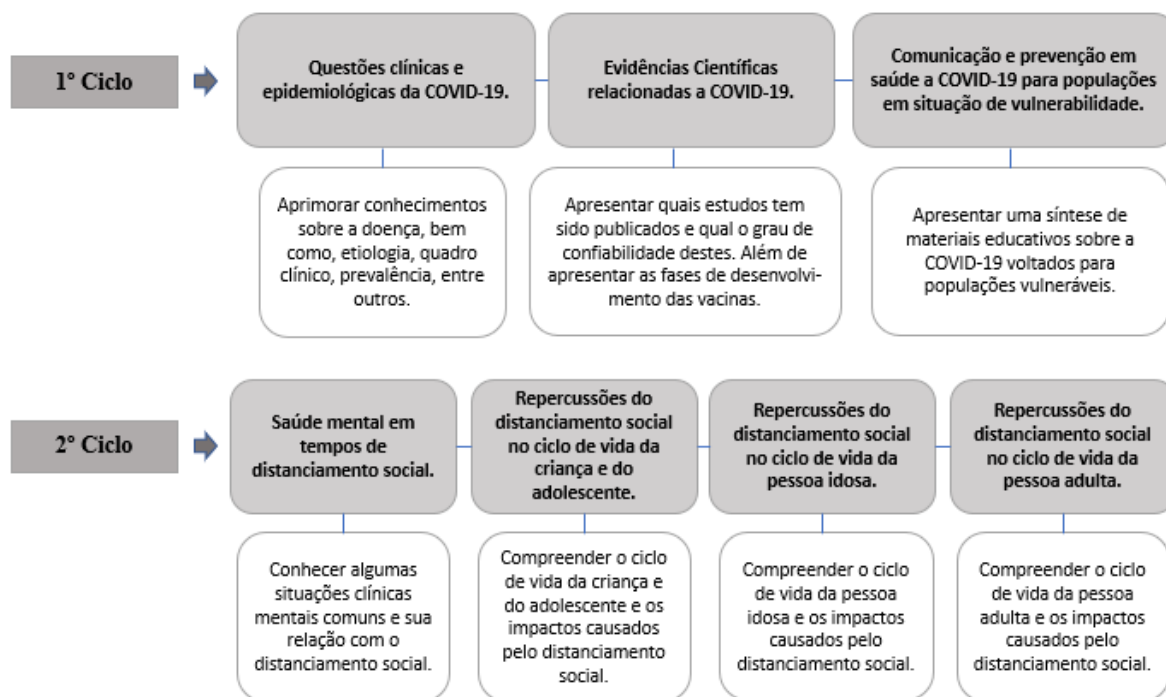 1° Ciclo
Questões clínicas e
epidemiológicas da COVID-19.
Evidências Científicas
relacionadas a COVID-19.
Comunicação e prevenção em
saúde a COVID-19 para populações
em situação de vulnerabilidade.
Aprimorar conhecimentos
sobre a doença, bem
como, etiologia, quadro
clínico, prevalência, entre
outros.
Apresentar quais estudos tem
sido publicados e qual o grau de
confiabilidade destes. Além de
apresentar as fases de desenvolvi-
mento das vacinas.
Apresentar uma síntese de
materiais educativos sobre a
COVID-19 voltados para
populações vulneráveis.
2° Ciclo
Saúde mental em
tempos de
distanciamento social.
Repercussões do
distanciamento social
no ciclo de vida da
criança e do
adolescente.
Repercussões do
distanciamento social
no ciclo de vida da
pessoa idosa.
Repercussões do
distanciamento social
no ciclo de vida da
pessoa adulta.
Conhecer algumas
situações clínicas
mentais comuns e sua
relação com o
distanciamento social.
Compreender o ciclo
de vida da criança e
do adolescente e os
impactos causados
pelo distanciamento
social.
Compreender o ciclo
de vida da pessoa
idosa e os impactos
causados pelo
distanciamento social.
Compreender o ciclo
de vida da pessoa
adulta e os impactos
causados pelo
distanciamento social.